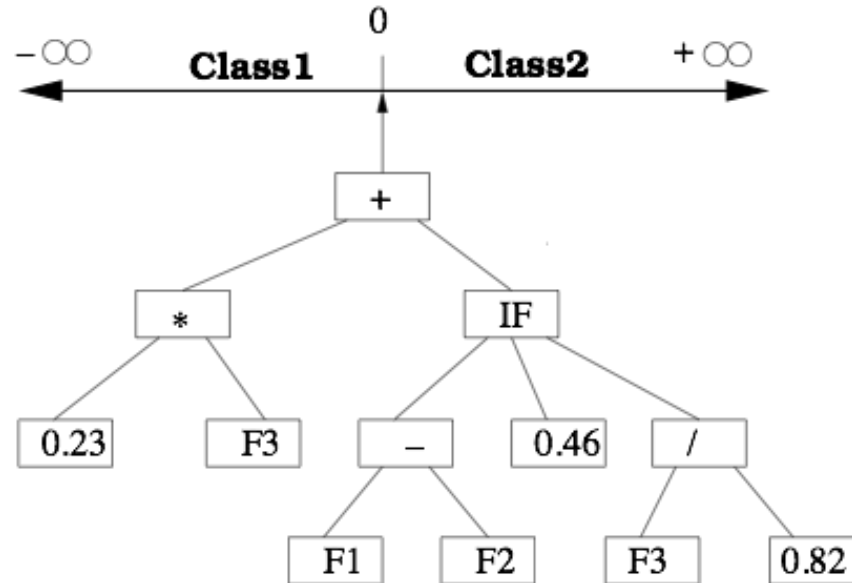 0
– ∞ Class1 Class2 + ∞
+
* IF
0.23 F3 – 0.46 /
F1 F2 F3 0.82